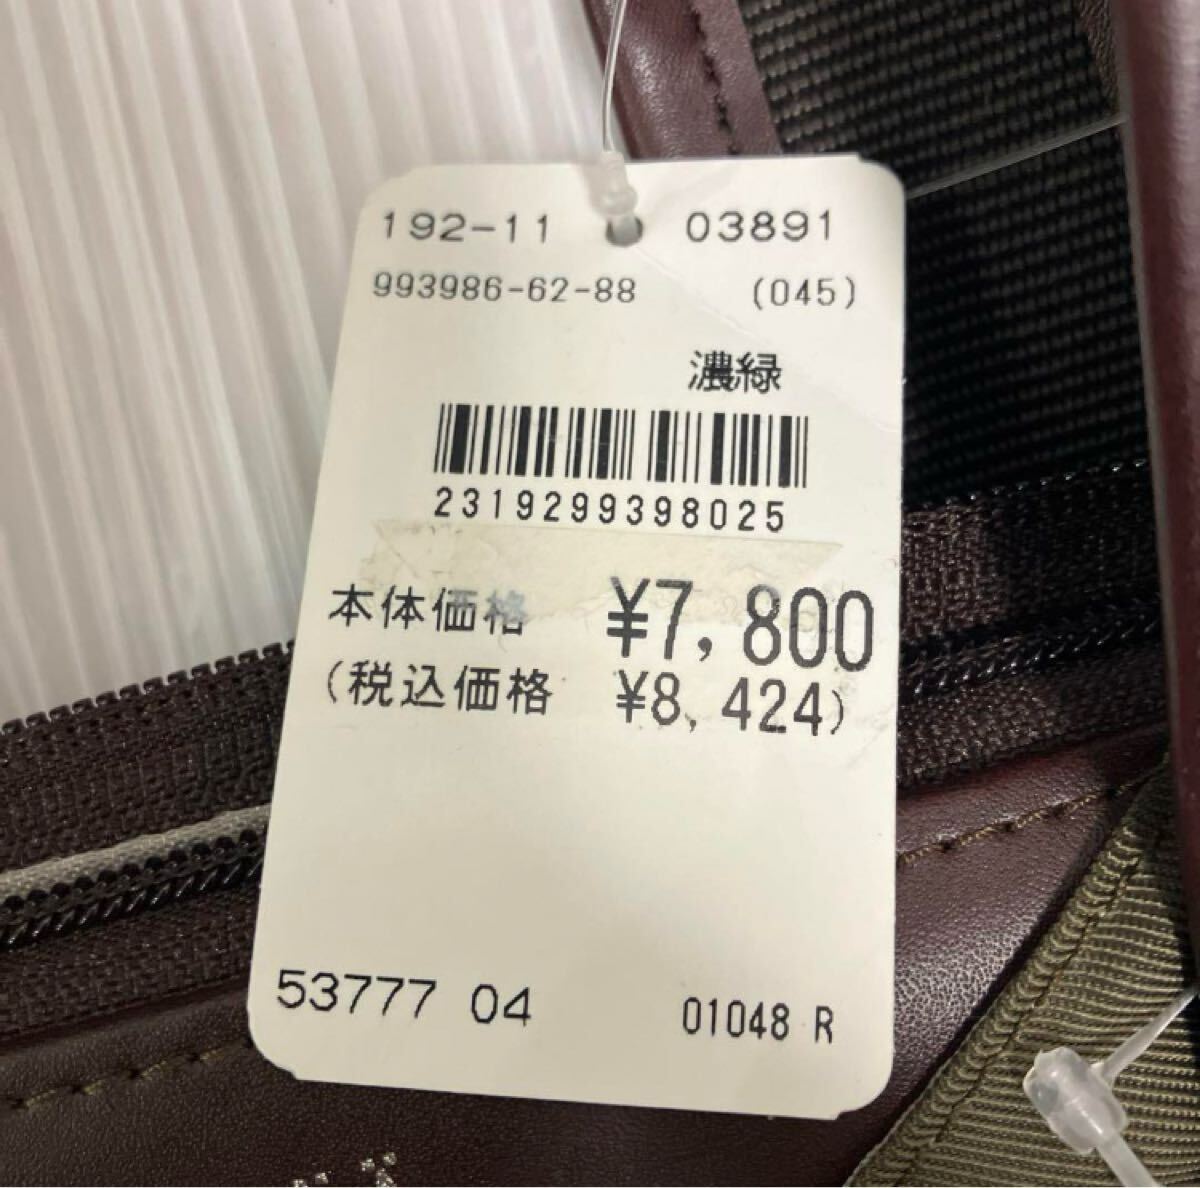 192-11 03891
993986-62-88 (045)
濃緑
2319299398025
本体価格 ¥7,800
(税込価格 ¥8,424)
53777 04 01048 R